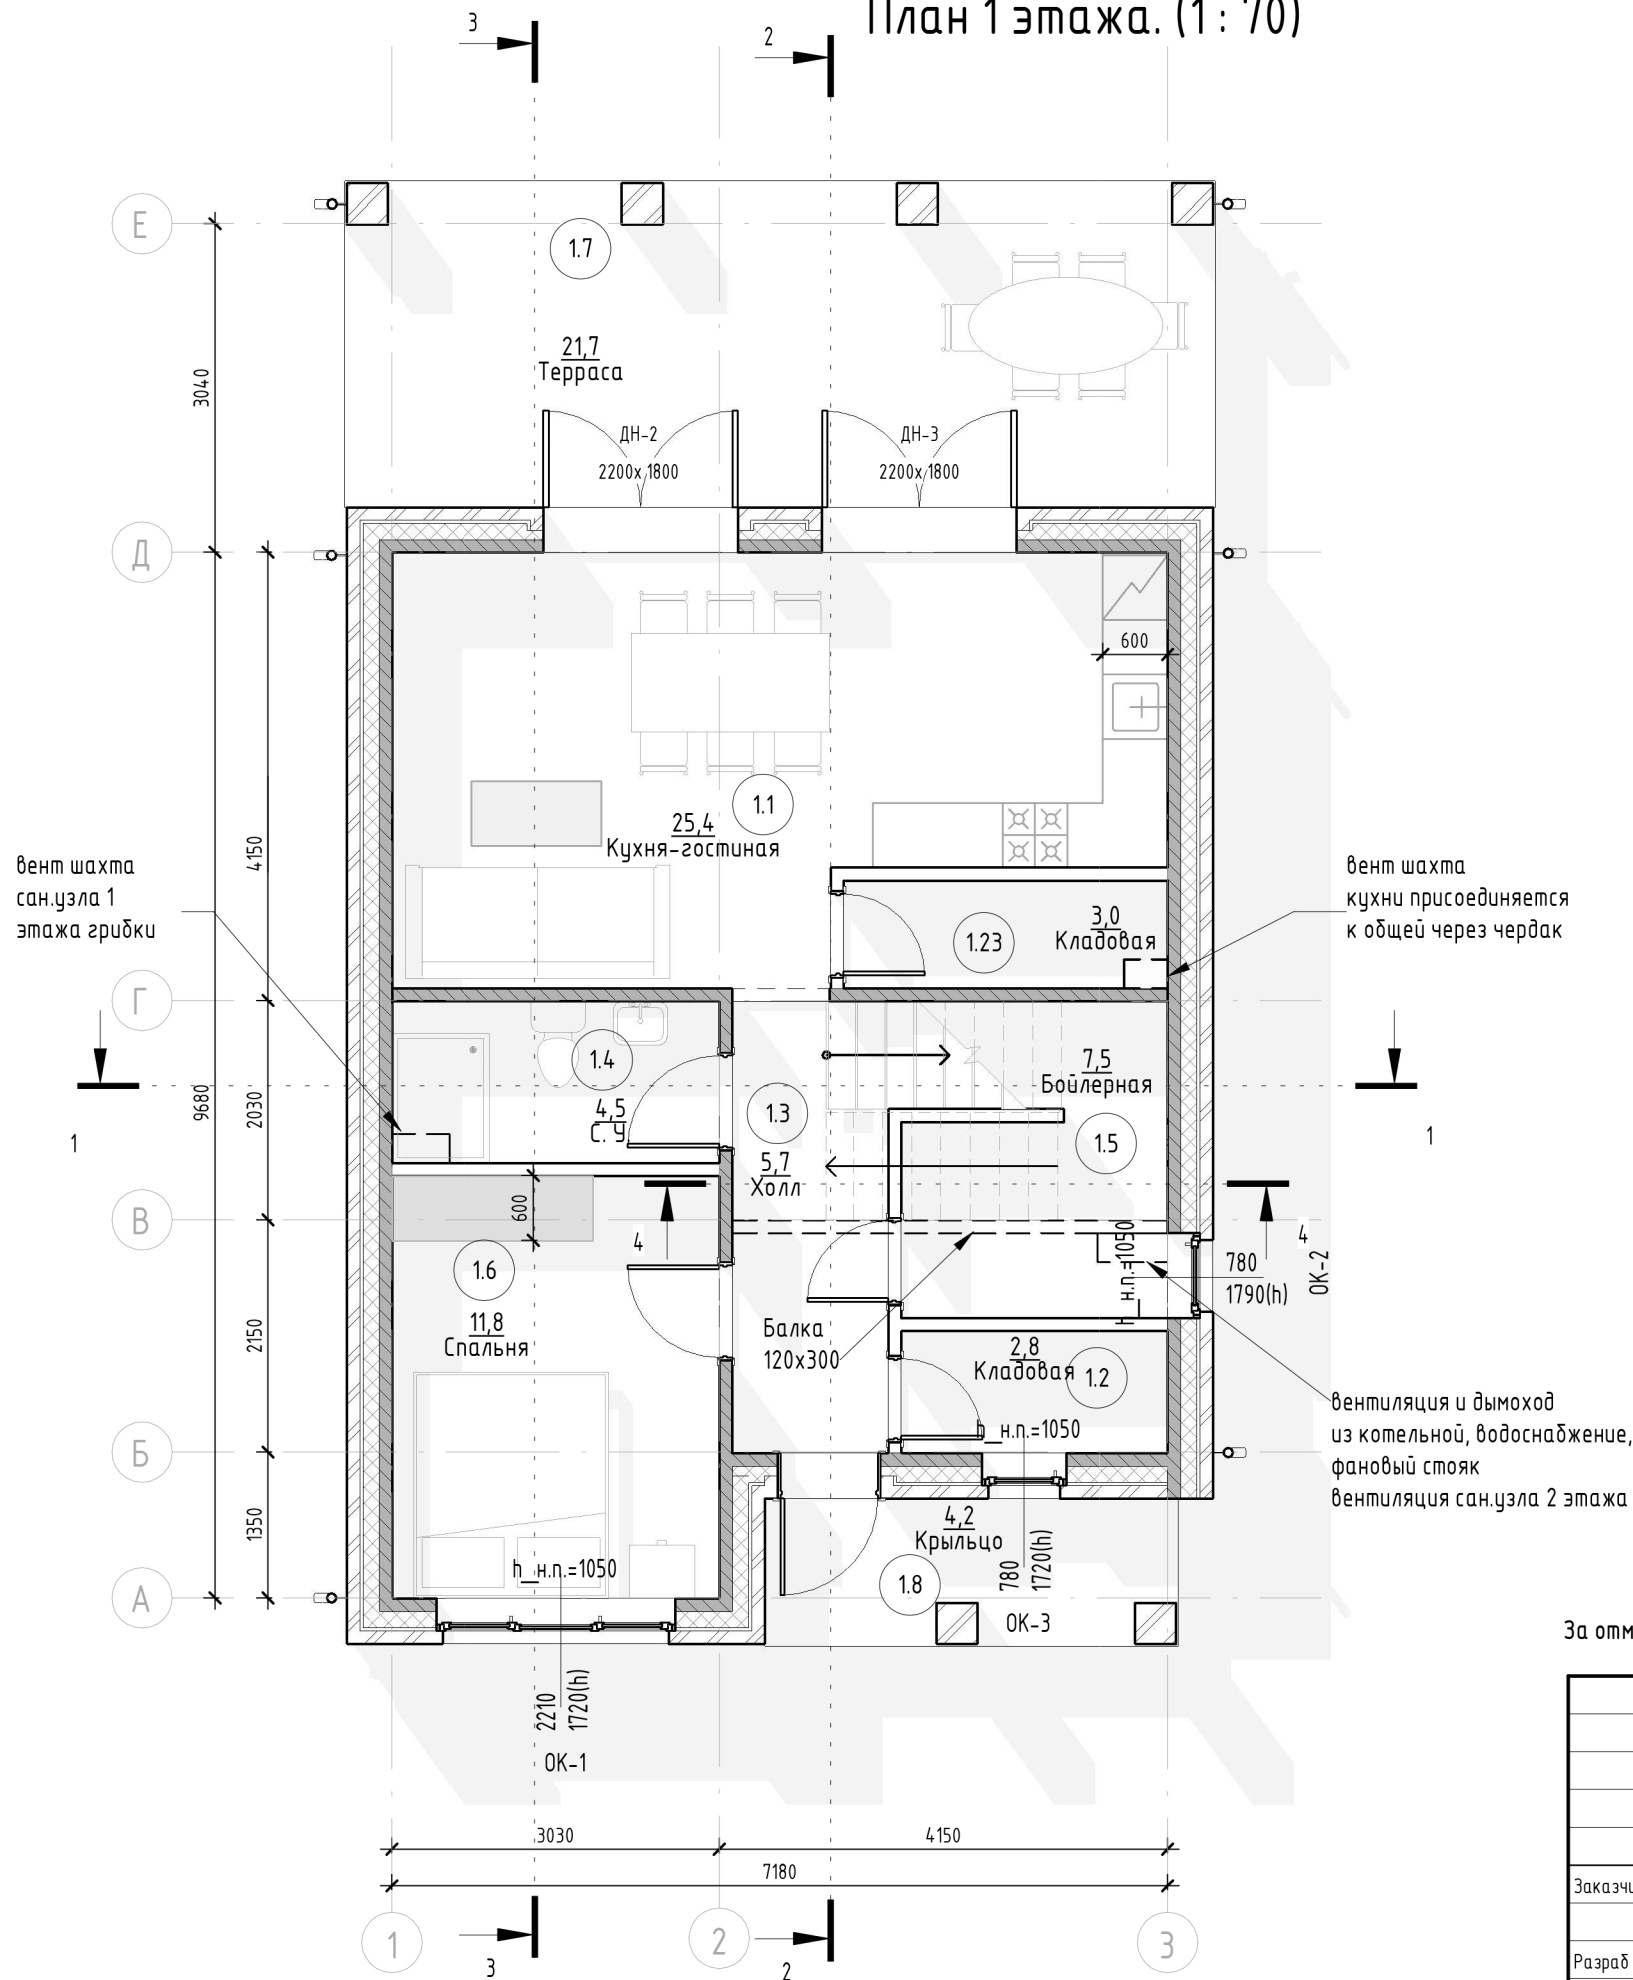 План 1 этажа. (1 : 70)
3
2
Е
1.7
21,7
Терраса
3040
ДН-2
2200х1800
ДН-3
2200х1800
Д
600
1.1
25,4
Кухня-гостиная
4150
вент шахта
сан.узла 1
этажа грибки
вент шахта
кухни присоединяется
к общей через чердак
1.23
3,0
Кладовая
Г
1.4
4,5
С. У
1.3
5,7
Холл
7,5
Бойлерная
1.5
9680
2030
1
1
В
600
4
4
1.6
11,8
Спальня
h_н.п.=1050
780
1790(h)
ОК-2
Балка
120х300
2150
2,8
Кладовая
1.2
h_н.п.=1050
вентиляция и дымоход
из котельной, водоснабжение,
фановый стояк
вентиляция сан.узла 2 этажа
Б
1350
4,2
Крыльцо
1.8
780
1720(h)
ОК-3
h_н.п.=1050
А
2210
1720(h)
ОК-1
За отм
3030
4150
7180
Заказчи
Разраб
1
2
3
3
2